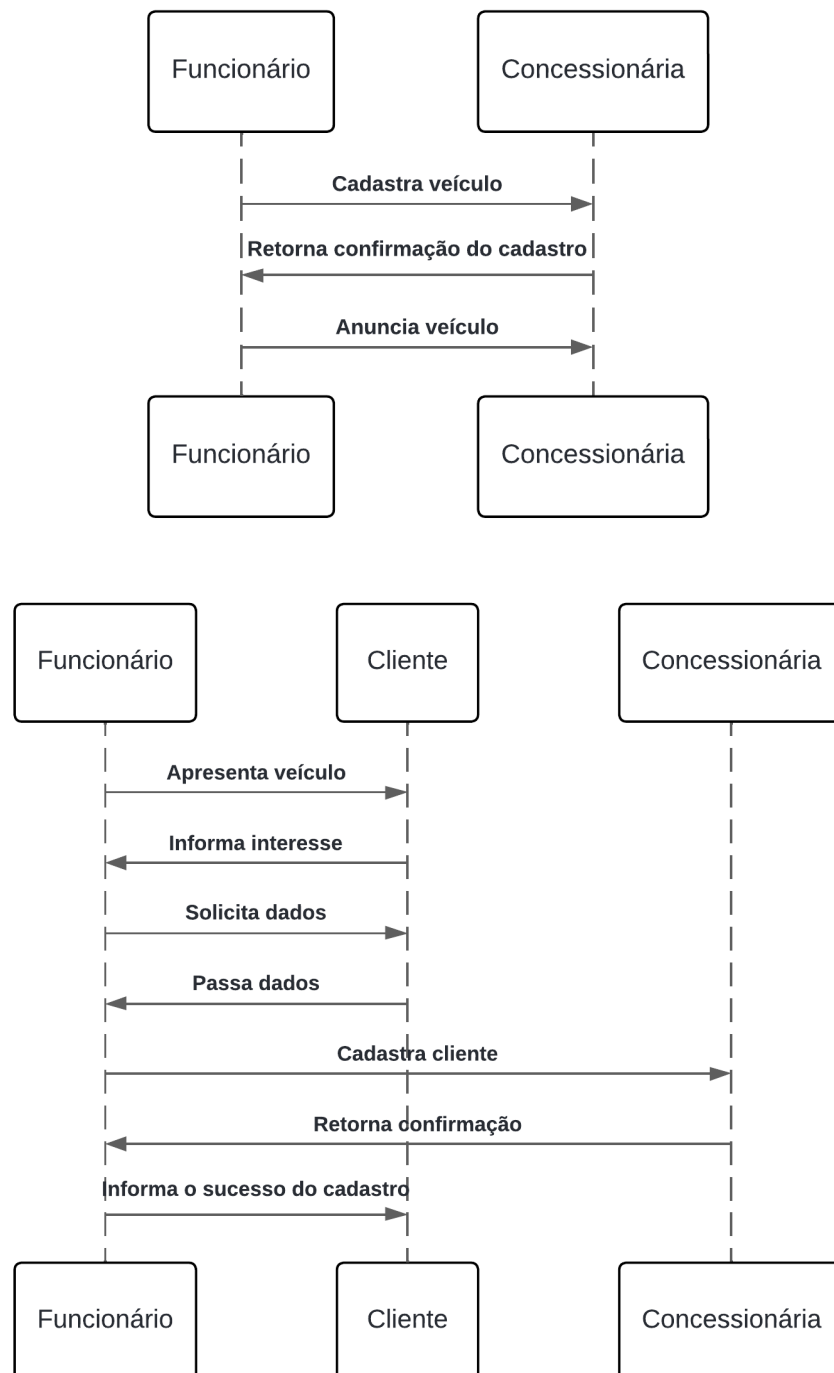 Funcionário
Concessionária
Cadastra veículo
Retorna confirmação do cadastro
Anuncia veículo
Funcionário
Concessionária
Funcionário
Cliente
Concessionária
Apresenta veículo
Informa interesse
Solicita dados
Passa dados
Cadastra cliente
Retorna confirmação
Informa o sucesso do cadastro
Funcionário
Cliente
Concessionária